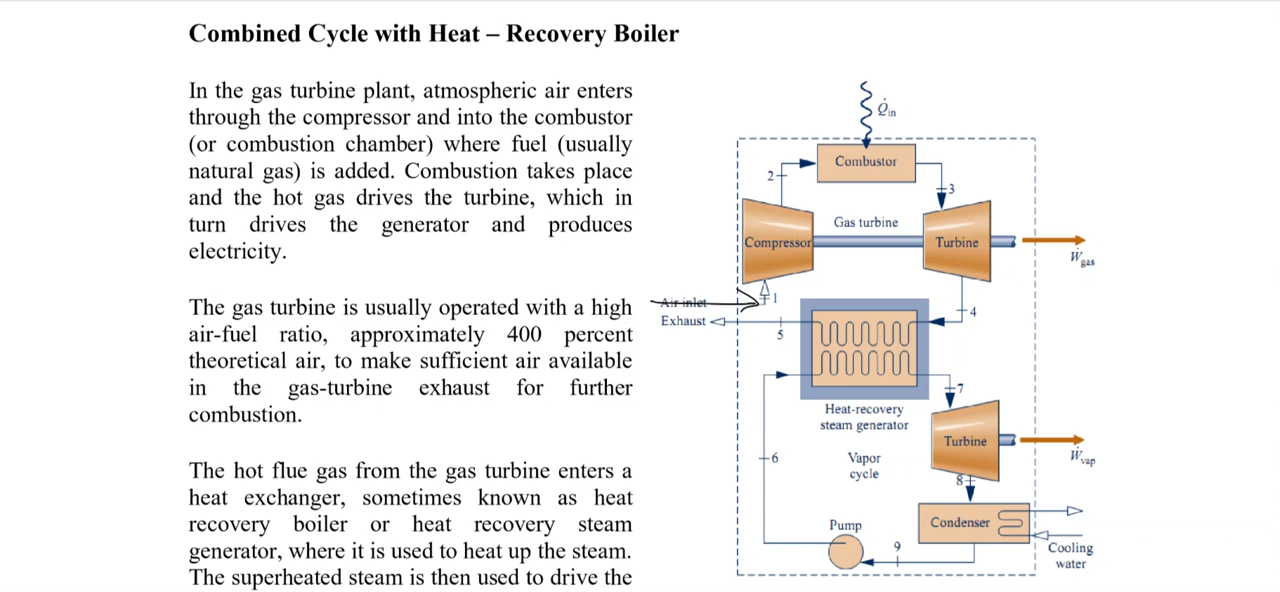 Combined Cycle with Heat – Recovery Boiler
In the gas turbine plant, atmospheric air enters
through the compressor and into the combustor
(or combustion chamber) where fuel (usually
natural gas) is added. Combustion takes place
and the hot gas drives the turbine, which in
turn drives the generator and produces
electricity.
The gas turbine is usually operated with a high
air-fuel ratio, approximately 400 percent
theoretical air, to make sufficient air available
in the gas-turbine exhaust for further
combustion.
The hot flue gas from the gas turbine enters a
heat exchanger, sometimes known as heat
recovery boiler or heat recovery steam
generator, where it is used to heat up the steam.
The superheated steam is then used to drive the
Q̇in
Combustor
2
3
Gas turbine
Compressor
Turbine
Ẇgas
Air inlet
1
4
Exhaust
5
7
Heat-recovery
steam generator
Turbine
Vapor
cycle
6
Ẇvap
8
Pump
Condenser
9
Cooling
water